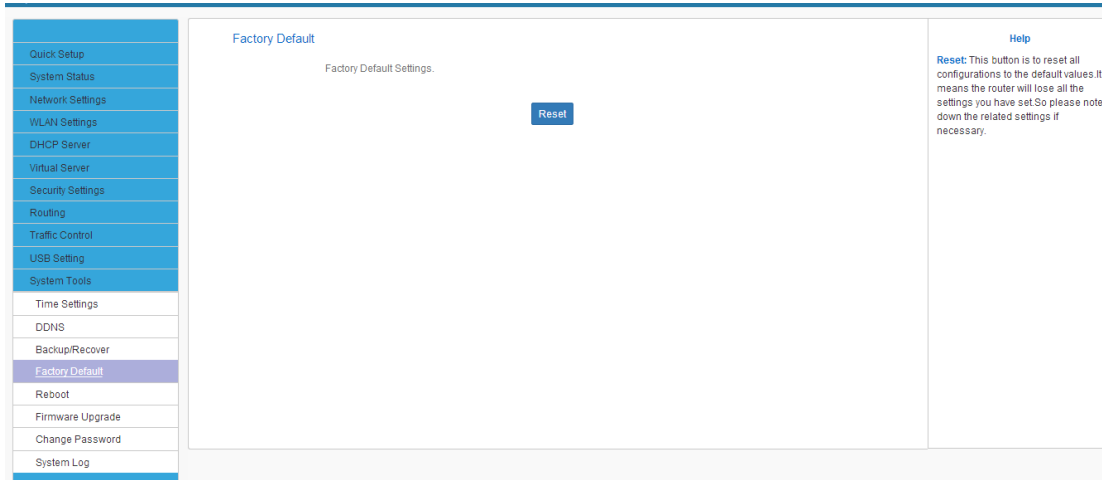 Quick Setup
System Status
Network Settings
WLAN Settings
DHCP Server
Virtual Server
Security Settings
Routing
Traffic Control
USB Setting
System Tools
Time Settings
DDNS
Backup/Recover
Factory Default
Reboot
Firmware Upgrade
Change Password
System Log
Factory Default
Factory Default Settings.
Reset
Help
Reset: This button is to reset all
configurations to the default values.It
means the router will lose all the
settings you have set.So please note
down the related settings if
necessary.